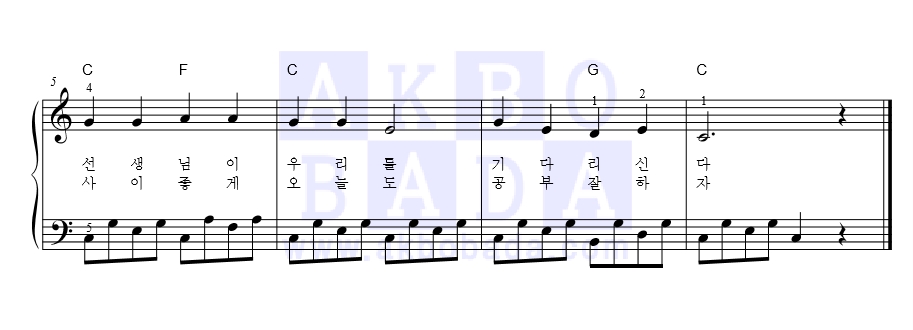 C F C G C
5 4 1 2 1
선 생 님 이 우 리 를 기 다 리 신 다
사 이 좋 게 오 늘 도 공 부 잘 하 자
5
AKBO
BADA
www.akbobada.com